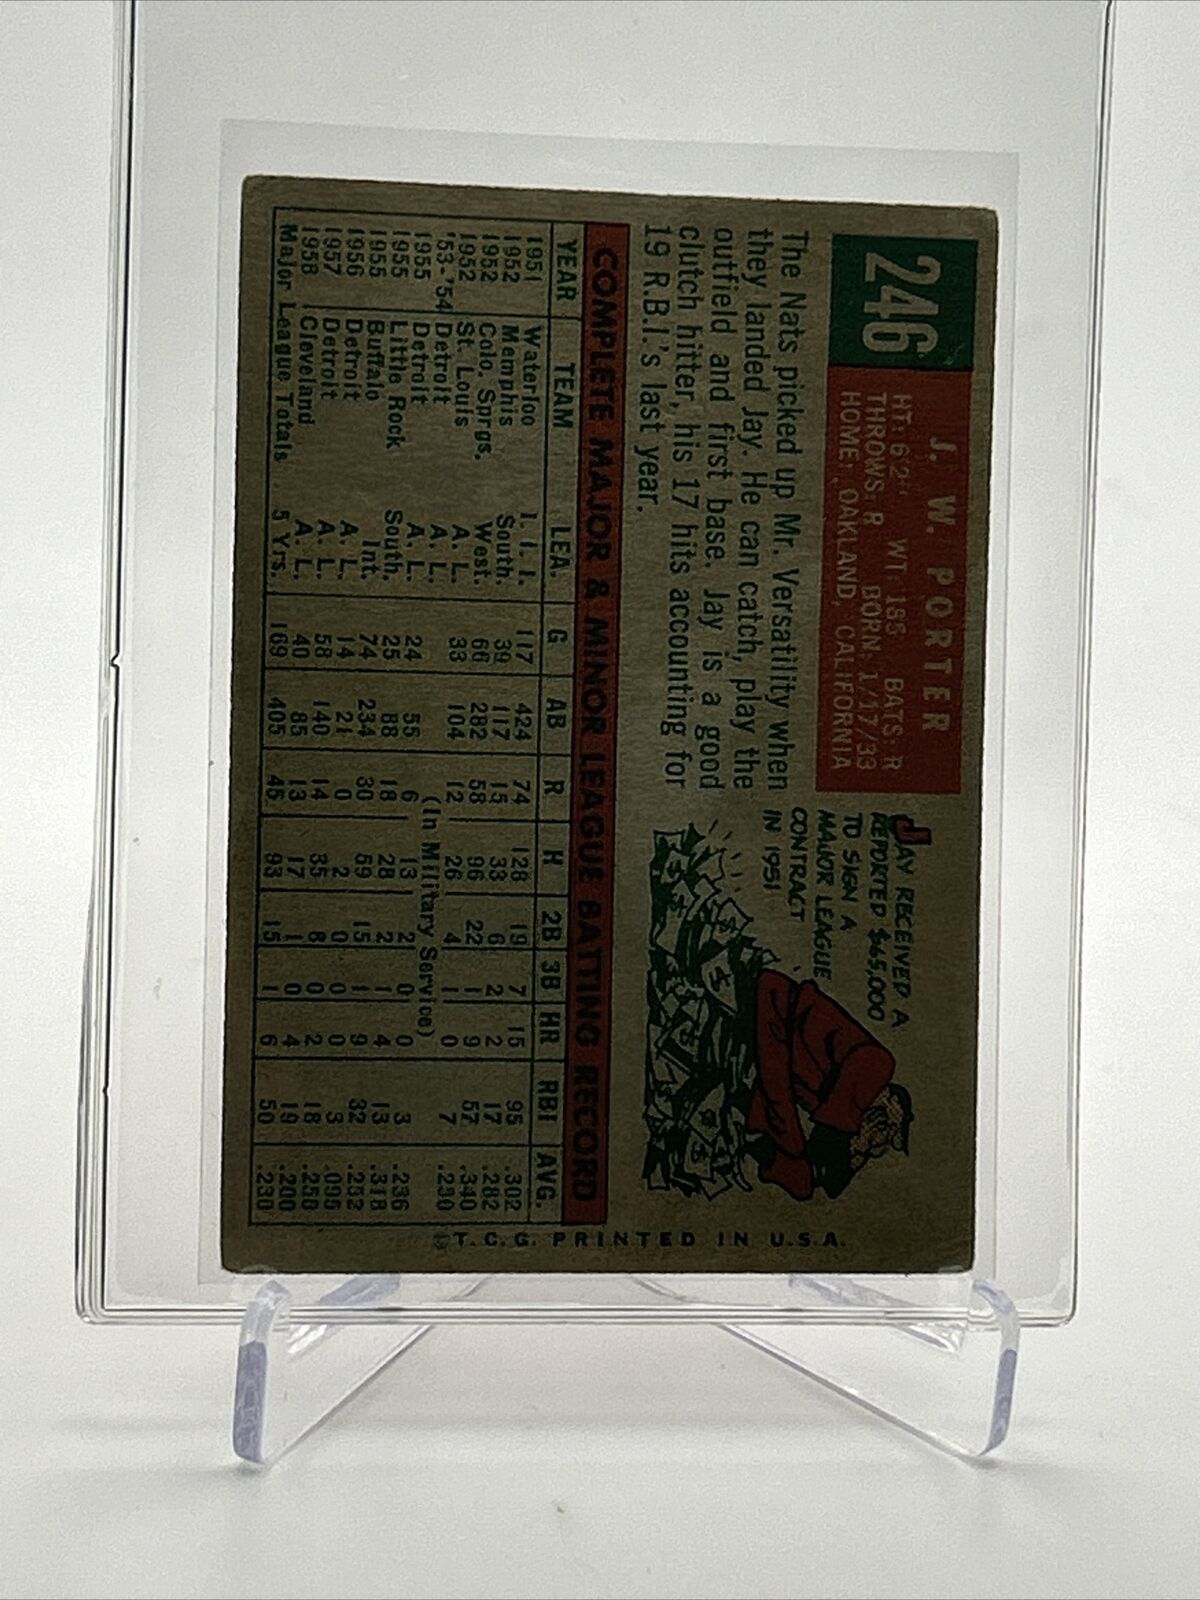 246
J. W. PORTER
HT: 6'2" WT: 185 BATS: R
THROWS: R BORN: 1/17/33
HOME: OAKLAND, CALIFORNIA
The Nats picked up Mr. Versatility when
they landed Jay. He can catch, play the
outfield and first base. Jay is a good
clutch hitter, his 17 hits accounting for
19 R.B.I.'s last year.
JAY RECEIVED A
REPORTED $65,000
TO SIGN A
MAJOR LEAGUE
CONTRACT
IN 1951
COMPLETE MAJOR & MINOR LEAGUE BATTING RECORD
YEAR TEAM LEA. G AB R H 2B 3B HR RBI AVG.
1951 Waterloo I. I. I. 117 424 74 128 19 7 15 95 .302
1952 Memphis South. 39 117 15 33 6 2 2 17 .282
1952 Colo. Sprgs. West. 66 282 58 96 22 1 9 57 .340
1952 St. Louis A. L. 33 104 12 26 4 1 0 7 .250
'53-'54 Detroit A. L. (In Military Service)
1955 Detroit A. L. 24 55 6 13 2 0 0 3 .236
1955 Little Rock South. 25 88 18 28 2 1 4 13 .318
1955 Buffalo Int. 74 234 30 59 15 1 9 32 .252
1956 Detroit A. L. 14 21 0 2 0 0 0 3 .095
1957 Detroit A. L. 58 140 14 35 8 0 2 18 .250
1958 Cleveland A. L. 40 85 13 17 1 0 4 19 .200
Major League Totals 5 Yrs. 169 405 45 93 15 1 6 50 .230
T.C.G. PRINTED IN U.S.A.